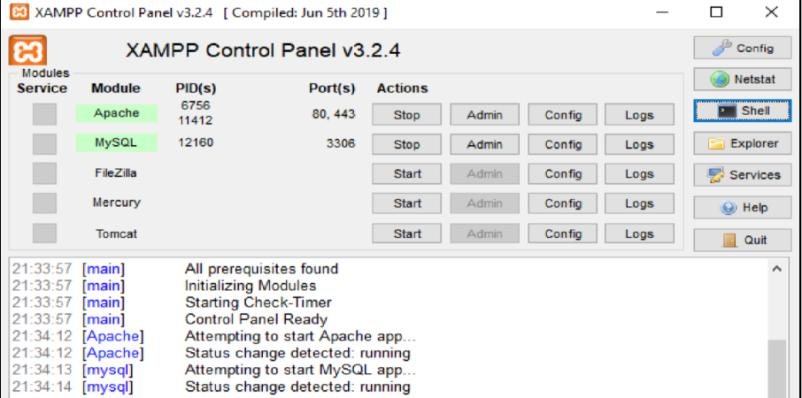 XAMPP Control Panel v3.2.4 [ Compiled: Jun 5th 2019 ]
XAMPP Control Panel v3.2.4
Config
Modules
Netstat
Service Module PID(s) Port(s) Actions
Apache 6756 11412 80, 443 Stop Admin Config Logs
Shell
MySQL 12160 3306 Stop Admin Config Logs
Explorer
FileZilla Start Admin Config Logs
Services
Mercury Start Admin Config Logs
Help
Tomcat Start Admin Config Logs
Quit
21:33:57 [main] All prerequisites found
21:33:57 [main] Initializing Modules
21:33:57 [main] Starting Check-Timer
21:33:57 [main] Control Panel Ready
21:34:12 [Apache] Attempting to start Apache app...
21:34:12 [Apache] Status change detected: running
21:34:13 [mysql] Attempting to start MySQL app...
21:34:14 [mysql] Status change detected: running